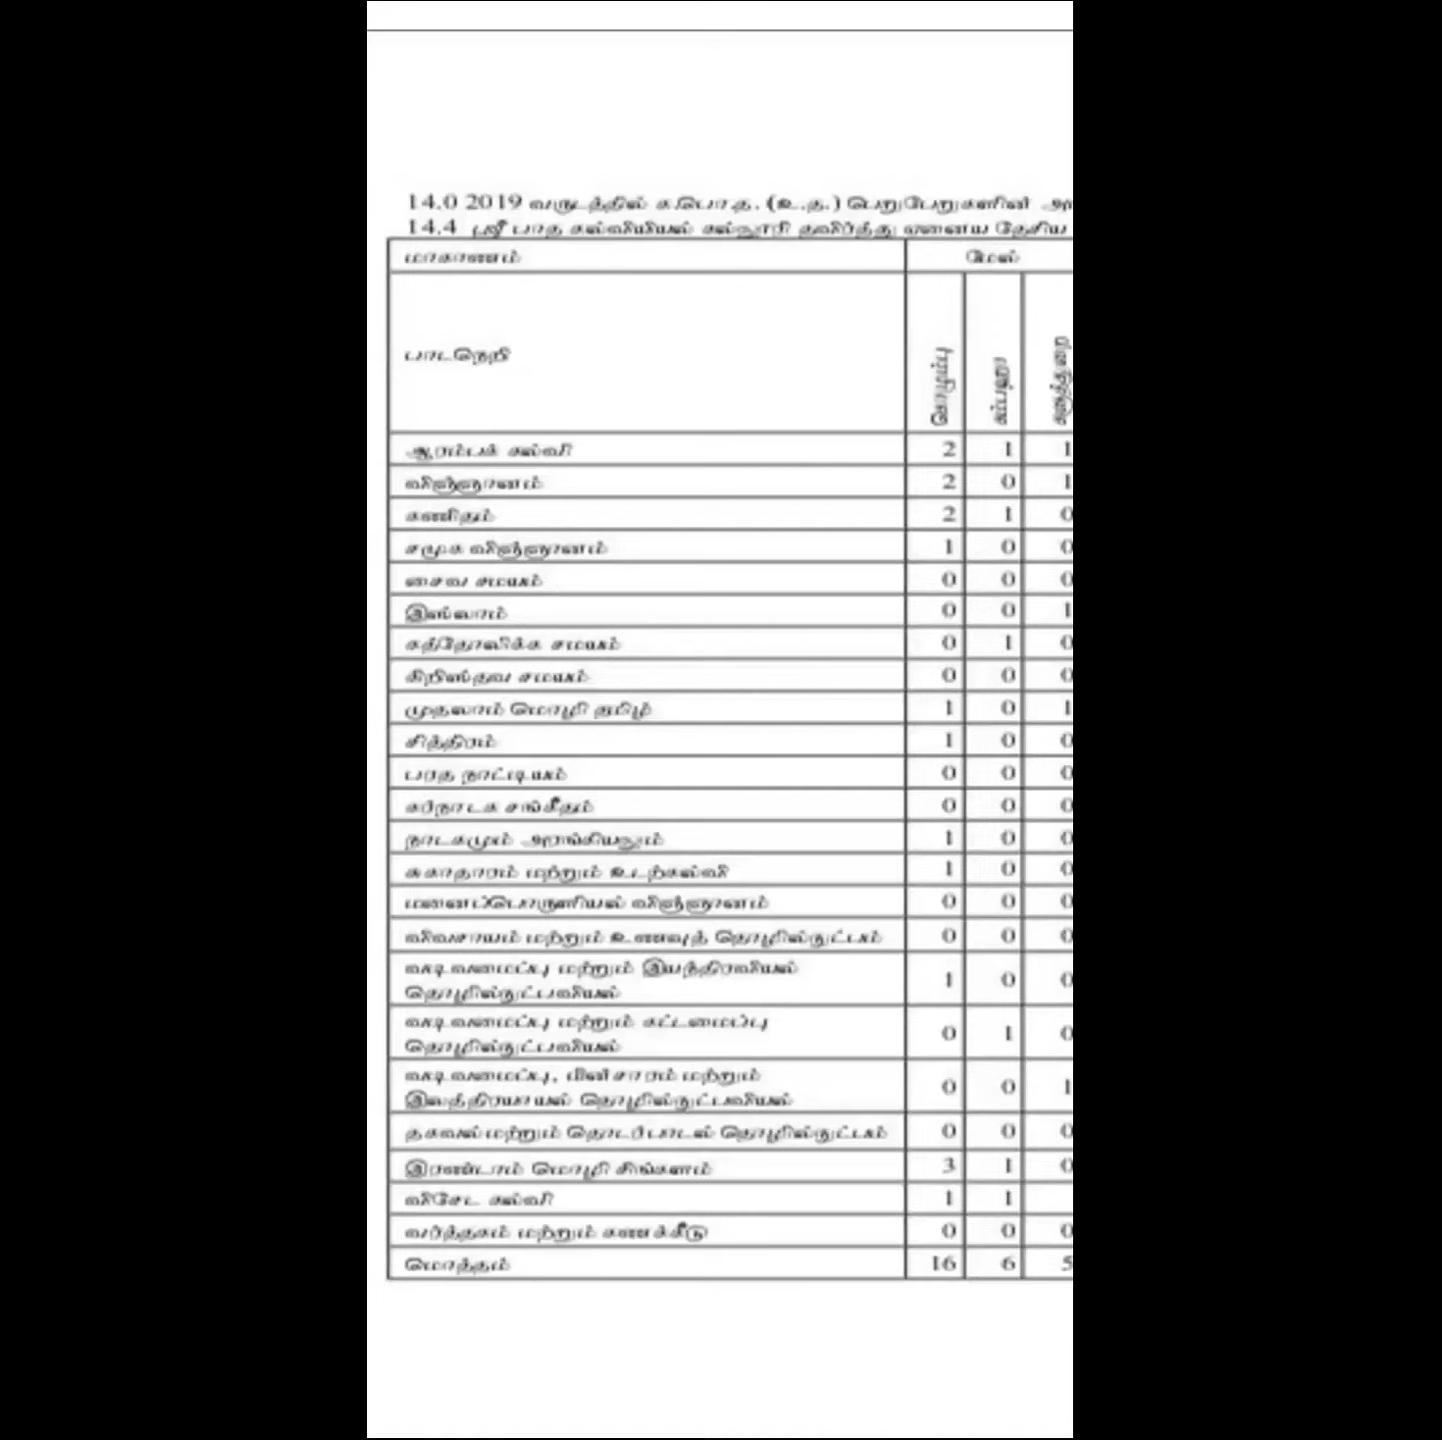 14.0 2019 வருடத்தில் க.பொ.த. (உ.த.) பெறுபேறுகளின்
14.4 ஸ்ரீ பாத கல்வியியல் கல்லூரி தவிர்த்து ஏனைய தேசிய
மாகாணம் மேல்
பாடநெறி கொழும்பு கம்பஹா களுத்துறை
ஆரம்பக் கல்வி 2 1 1
விஞ்ஞானம் 2 0 1
கணிதம் 2 1 0
சமூக விஞ்ஞானம் 1 0 0
சைவ சமயம் 0 0 0
இஸ்லாம் 0 0 1
கத்தோலிக்க சமயம் 0 1 0
கிறிஸ்தவ சமயம் 0 0 0
முதலாம் மொழி தமிழ் 1 0 1
சித்திரம் 1 0 0
பரத நாட்டியம் 0 0 0
கர்நாடக சங்கீதம் 0 0 0
நாடகமும் அரங்கியலும் 1 0 0
சுகாதாரம் மற்றும் உடற்கல்வி 1 0 0
மனைப்பொருளியல் விஞ்ஞானம் 0 0 0
விவசாயம் மற்றும் உணவுத் தொழில்நுட்பம் 0 0 0
வடிவமைப்பு மற்றும் இயந்திரவியல்
தொழில்நுட்பவியல் 1 0 0
வடிவமைப்பு மற்றும் கட்டமைப்பு
தொழில்நுட்பவியல் 0 1 0
வடிவமைப்பு, மின்சாரம் மற்றும்
இலத்திரயாயல் தொழில்நுட்பவியல் 0 0 1
தகவல் மற்றும் தொடர்பாடல் தொழில்நுட்பம் 0 0 0
இரண்டாம் மொழி சிங்களம் 3 1 0
விசேட கல்வி 1 1
வர்த்தகம் மற்றும் கணக்கீடு 0 0 0
மொத்தம் 16 6 5